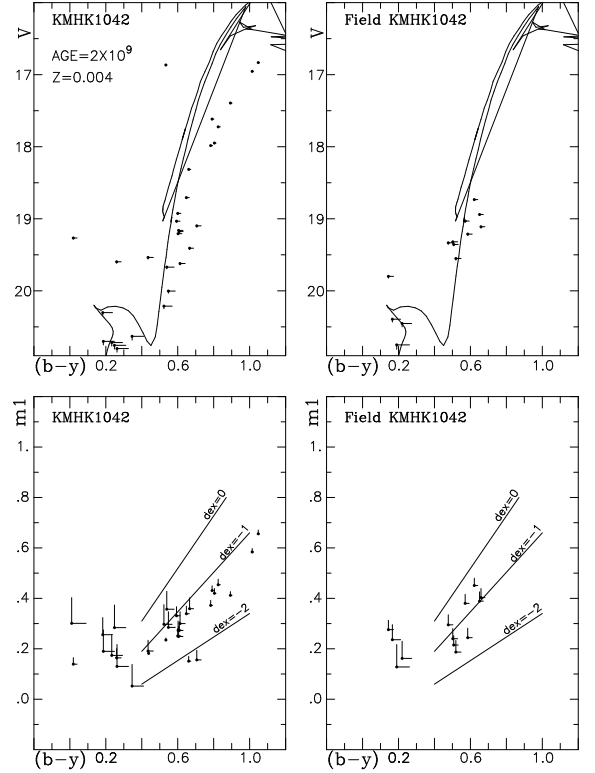 KMHK1042
AGE=2X10⁹
Z=0.004
V
17
18
19
20
(b-y)
0.2
0.6
1.0
Field KMHK1042
V
17
18
19
20
(b-y)
0.2
0.6
1.0
KMHK1042
m1
1.
.8
.6
.4
.2
.0
dex=0
dex=-1
dex=-2
(b-y)
0.2
0.6
1.0
Field KMHK1042
m1
1.
.8
.6
.4
.2
.0
dex=0
dex=-1
dex=-2
(b-y)
0.2
0.6
1.0